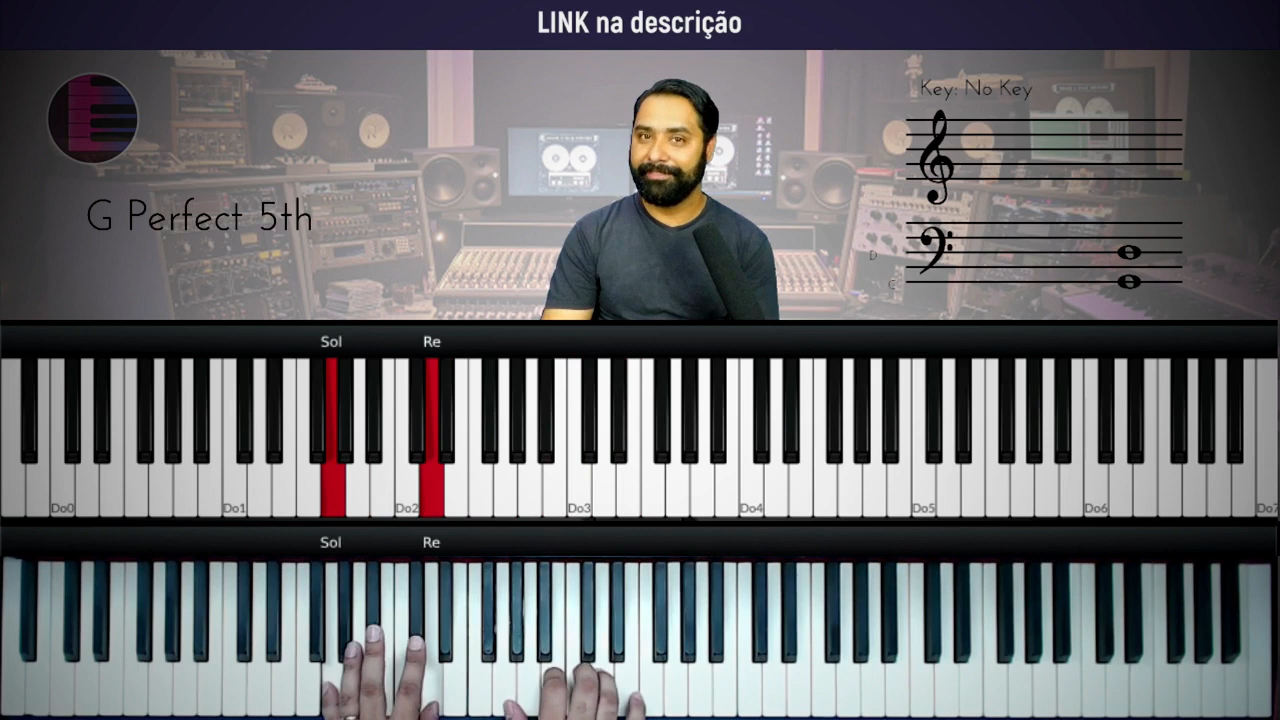 LINK na descrição
Key: No Key
G Perfect 5th
D
Sol Re
Do0 Do1 Do2 Do3 Do4 Do5 Do6 Do7
Sol Re